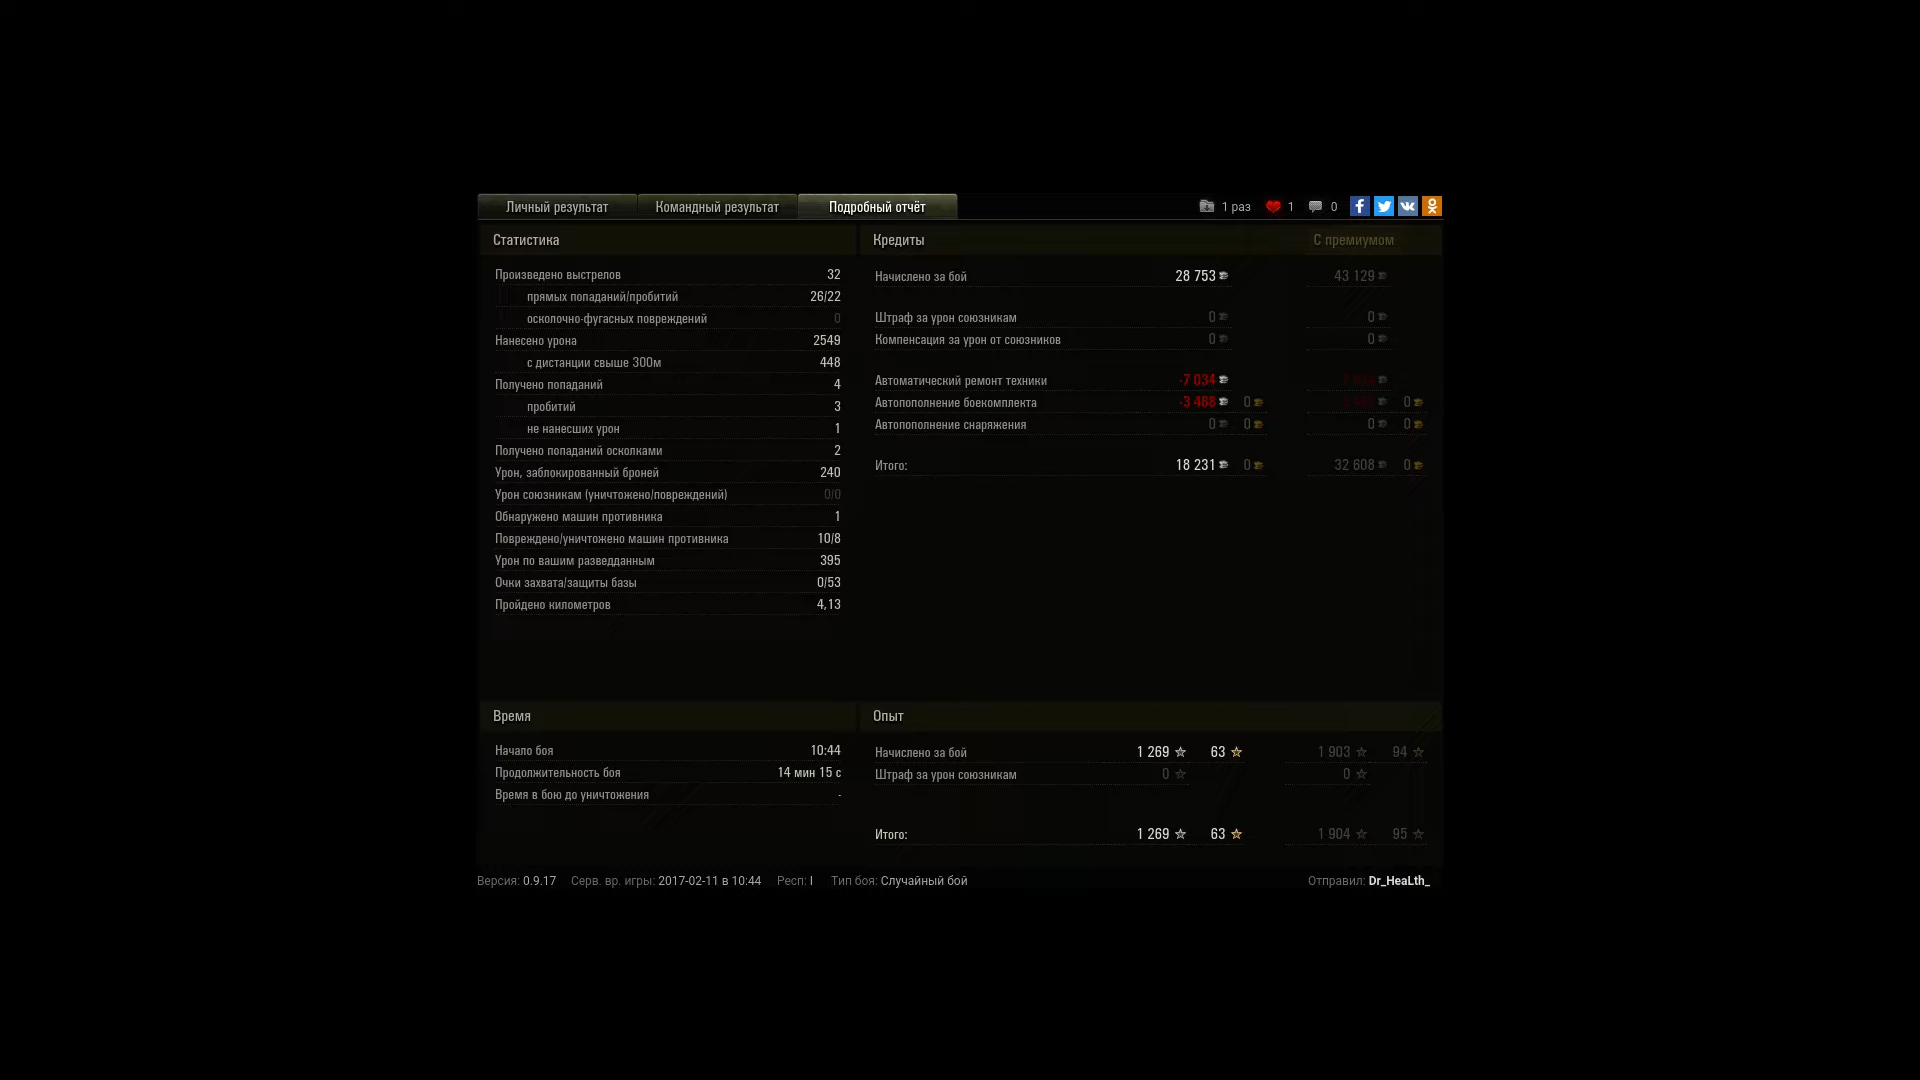 Личный результат Командный результат Подробный отчёт 1 раз 1 0
Статистика
Произведено выстрелов 32
прямых попаданий/пробитий 26/22
осколочно-фугасных повреждений 0
Нанесено урона 2549
с дистанции свыше 300м 448
Получено попаданий 4
пробитий 3
не нанесших урон 1
Получено попаданий осколками 2
Урон, заблокированный броней 240
Урон союзникам (уничтожено/повреждений) 0/0
Обнаружено машин противника 1
Повреждено/уничтожено машин противника 10/8
Урон по вашим разведданным 395
Очки захвата/защиты базы 0/53
Пройдено километров 4,13
Кредиты С премиумом
Начислено за бой 28 753 43 129
Штраф за урон союзникам 0 0
Компенсация за урон от союзников 0 0
Автоматический ремонт техники -7 034
Автопополнение боекомплекта -3 488 0 0
Автопополнение снаряжения 0 0 0 0
Итого: 18 231 0 32 608 0
Время
Начало боя 10:44
Продолжительность боя 14 мин 15 с
Время в бою до уничтожения -
Опыт
Начислено за бой 1 269 63 1 903 94
Штраф за урон союзникам 0 0
Итого: 1 269 63 1 904 95
Версия: 0.9.17 Серв. вр. игры: 2017-02-11 в 10:44 Респ: I Тип боя: Случайный бой Отправил: Dr_HeaLth_